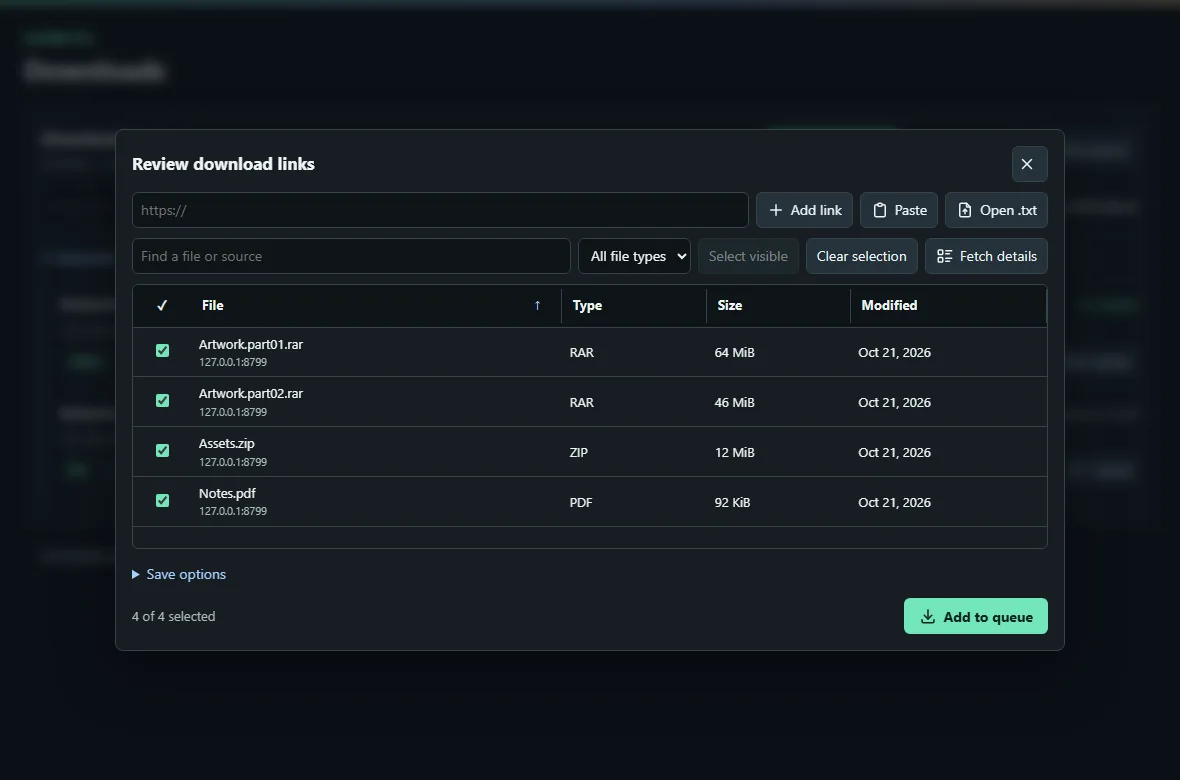 Downloads
Review download links
https://
Add link
Paste
Open .txt
Find a file or source
All file types
Select visible
Clear selection
Fetch details
✓ File ↑ Type Size Modified
Artwork.part01.rar
127.0.0.1:8799
RAR 64 MiB Oct 21, 2026
Artwork.part02.rar
127.0.0.1:8799
RAR 46 MiB Oct 21, 2026
Assets.zip
127.0.0.1:8799
ZIP 12 MiB Oct 21, 2026
Notes.pdf
127.0.0.1:8799
PDF 92 KiB Oct 21, 2026
Save options
4 of 4 selected
Add to queue